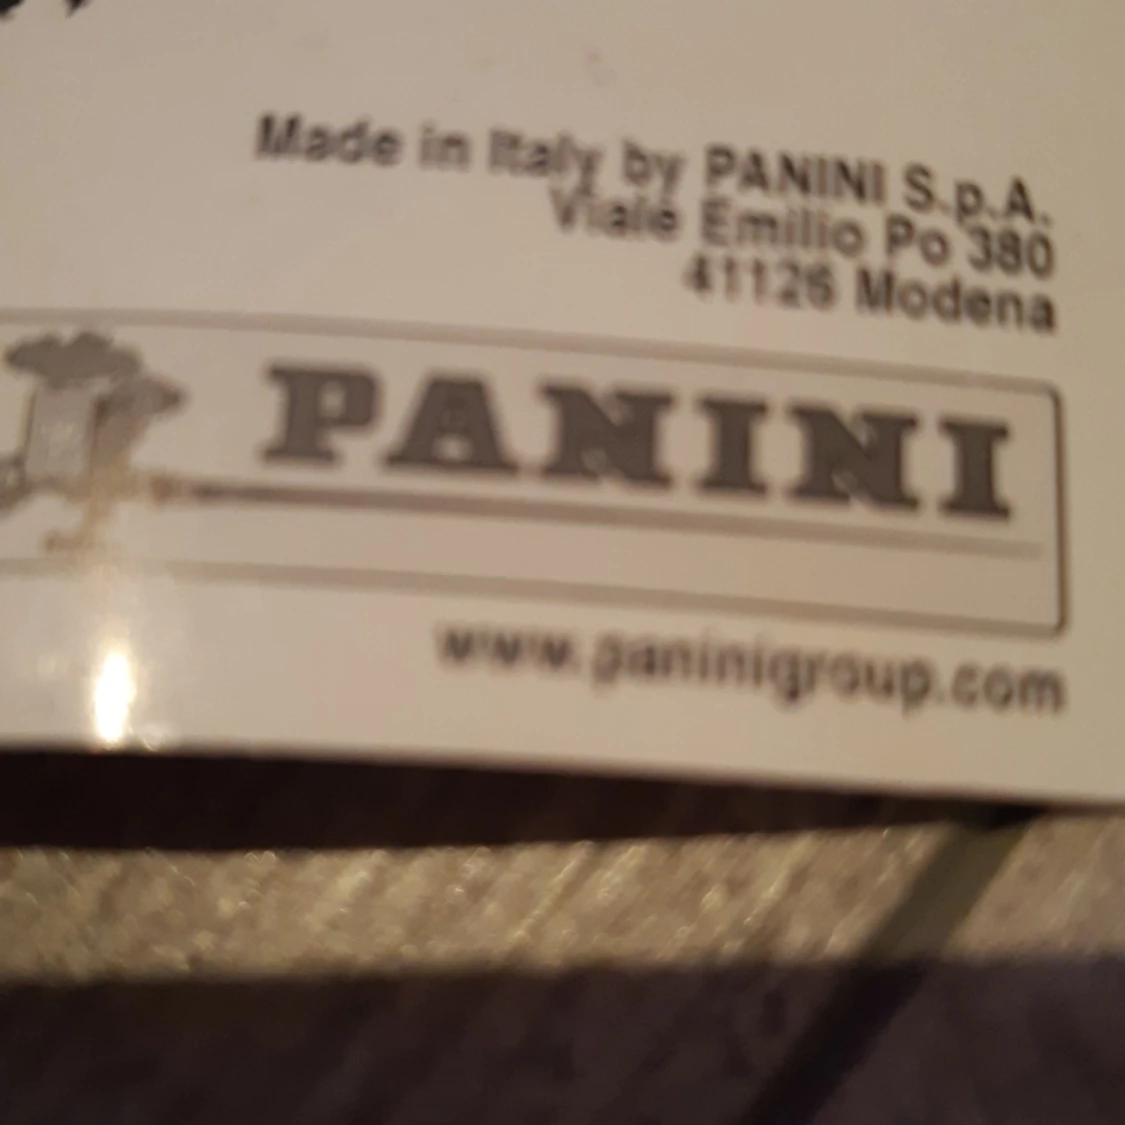 Made in Italy by PANINI S.p.A.
Viale Emilio Po 380
41126 Modena
PANINI
www.paninigroup.com